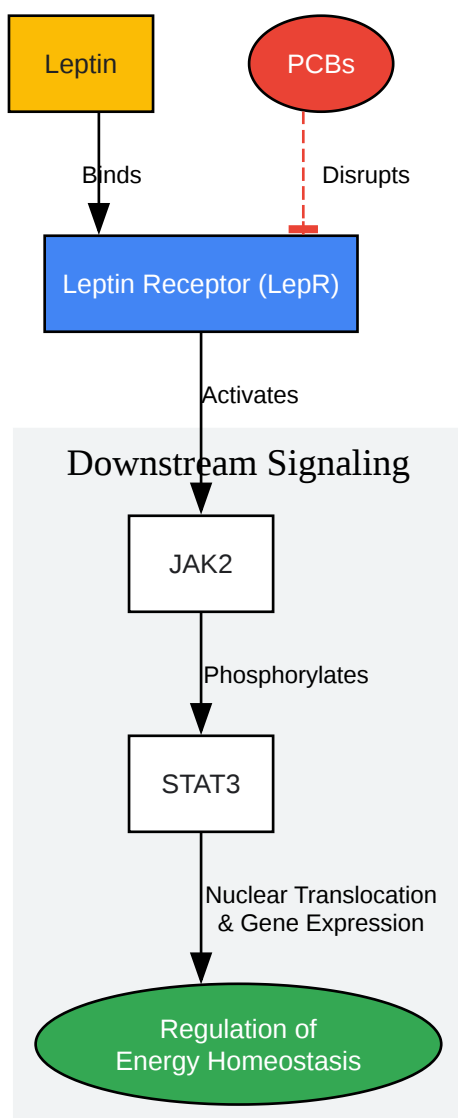 Leptin
PCBs
Binds
Disrupts
Leptin Receptor (LepR)
Activates
Downstream Signaling
JAK2
Phosphorylates
STAT3
Nuclear Translocation
& Gene Expression
Regulation of
Energy Homeostasis